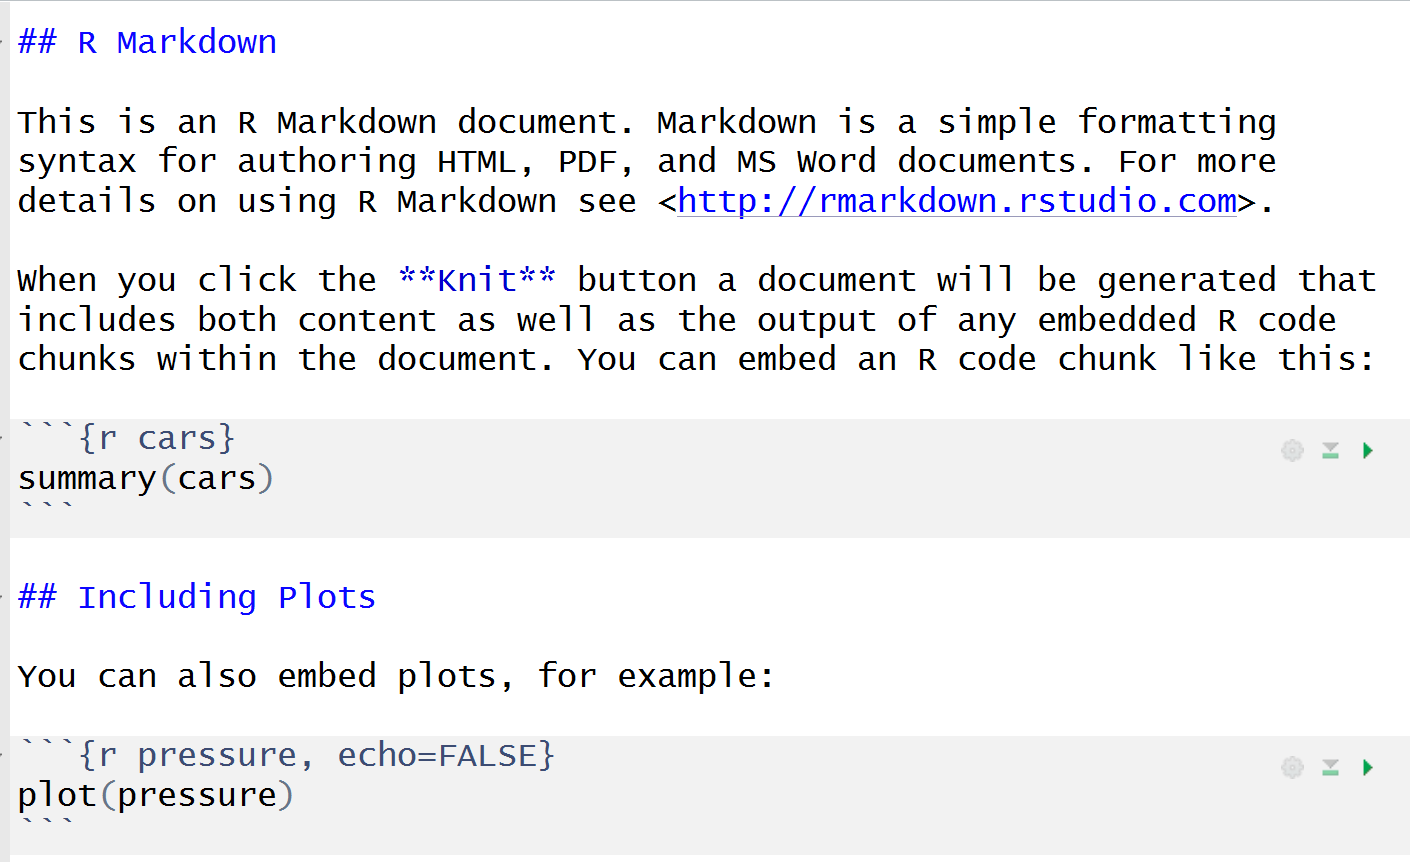 ## R Markdown
This is an R Markdown document. Markdown is a simple formatting
syntax for authoring HTML, PDF, and MS Word documents. For more
details on using R Markdown see <http://rmarkdown.rstudio.com>.
When you click the **Knit** button a document will be generated that
includes both content as well as the output of any embedded R code
chunks within the document. You can embed an R code chunk like this:
```{r cars}
summary(cars)
```
## Including Plots
You can also embed plots, for example:
```{r pressure, echo=FALSE}
plot(pressure)
```